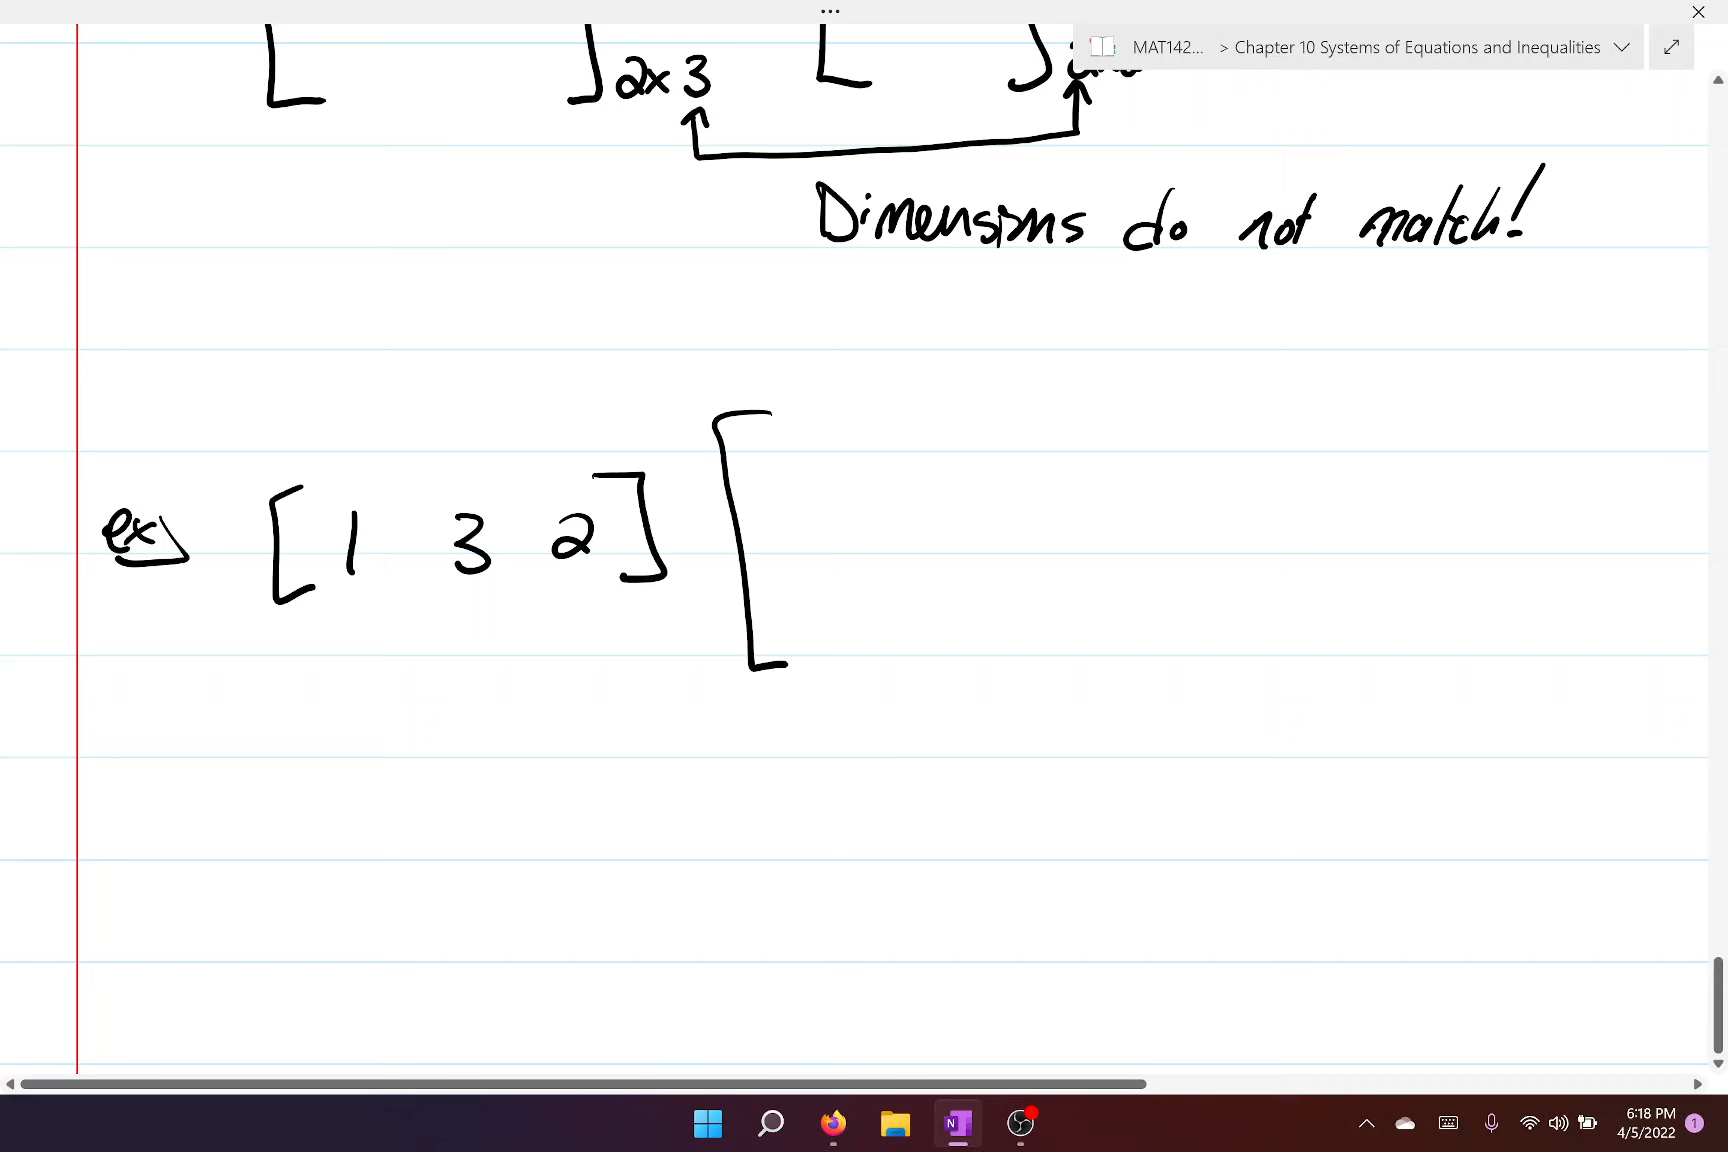 MAT142... > Chapter 10 Systems of Equations and Inequalities
2x3
Dimensions do not match!
ex) [ 1 3 2 ] [
6:18 PM
4/5/2022
1